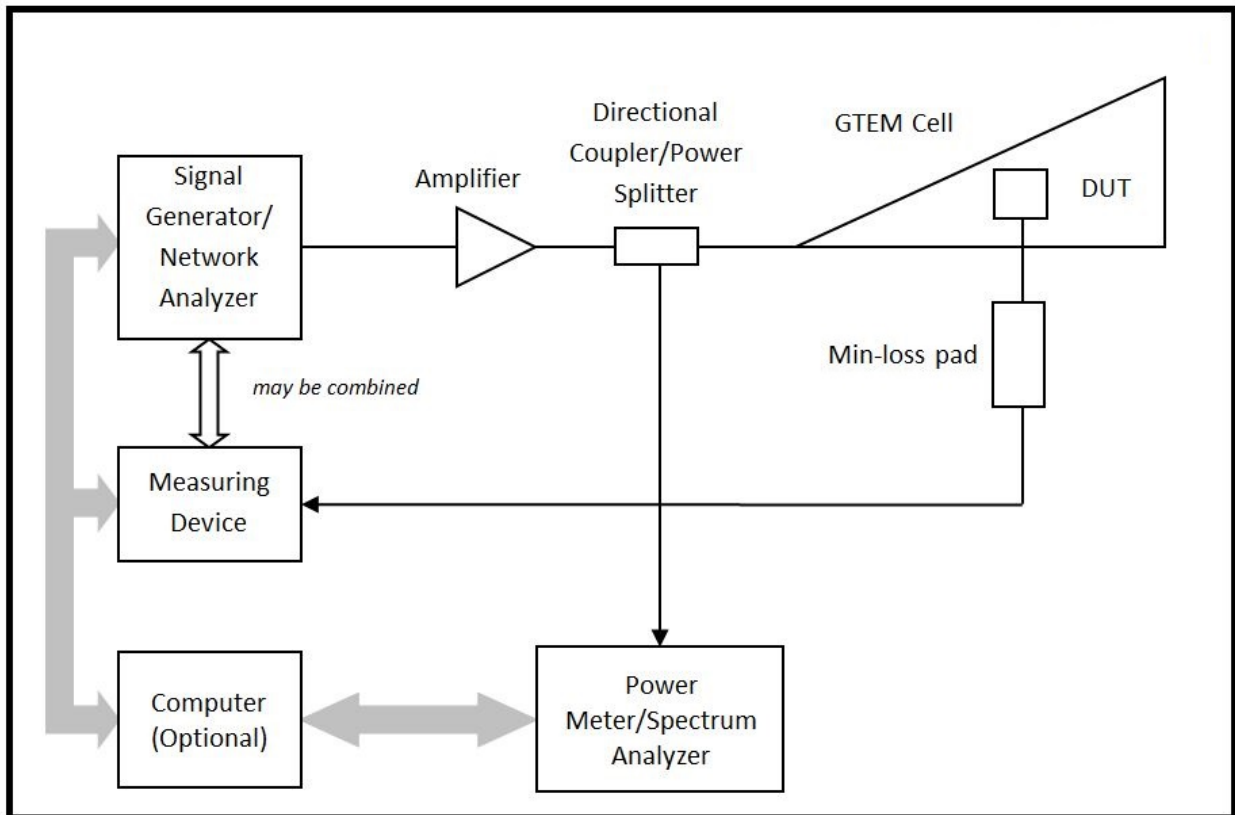 Directional
Coupler/Power
Splitter
GTEM Cell
Signal
Generator/
Network
Analyzer
Amplifier
DUT
Min-loss pad
may be combined
Measuring
Device
Computer
(Optional)
Power
Meter/Spectrum
Analyzer